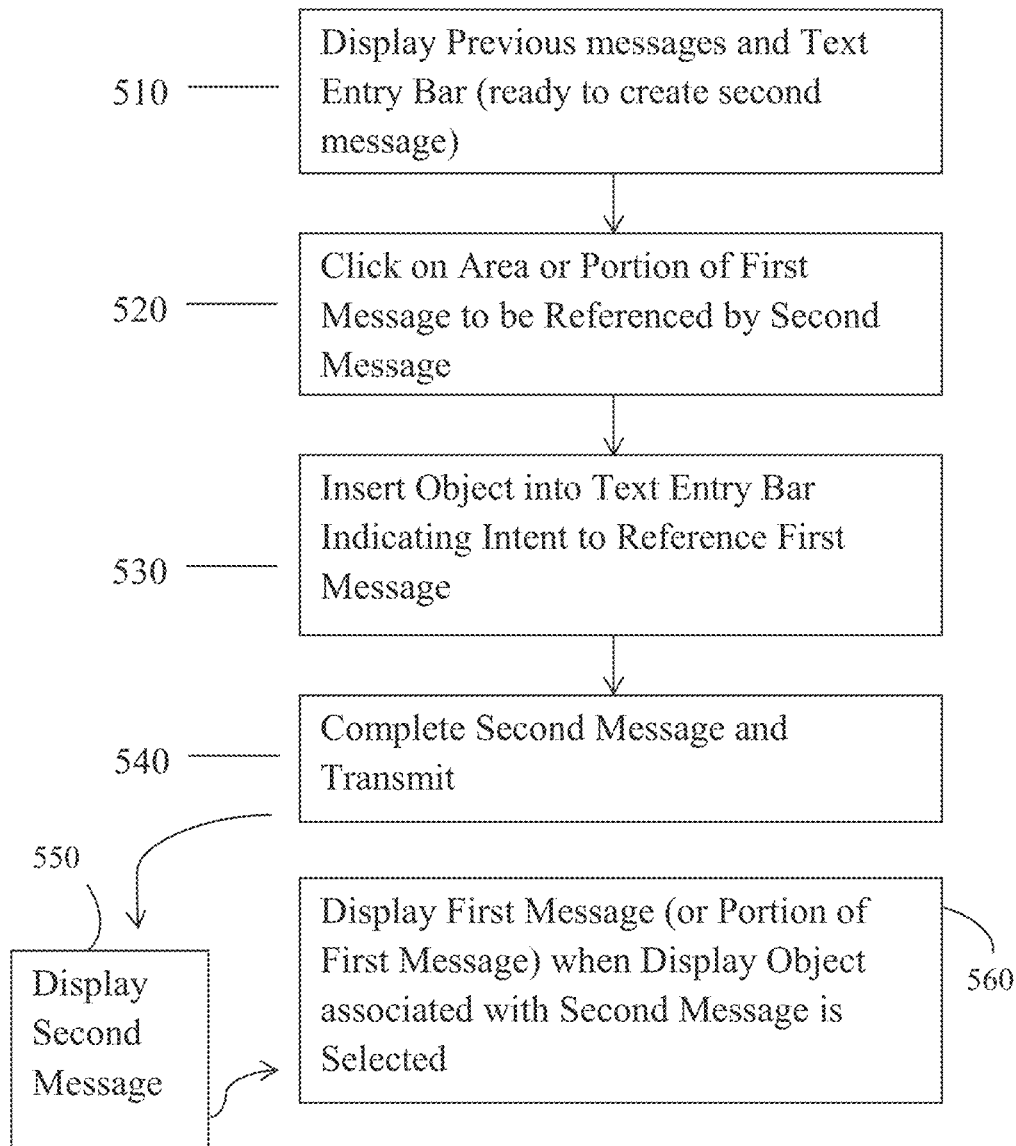 Display Previous messages and Text
510
Entry Bar (ready to create second
message)
Click on Area or Portion of First
520
Message to be Referenced by Second
Message
Insert Object into Text Entry Bar
Indicating Intent to Reference First
530
Message
Complete Second Message and
540
Transmit
550
Display
Second
Message
Display First Message (or Portion of
First Message) when Display Object
560
associated with Second Message is
Selected